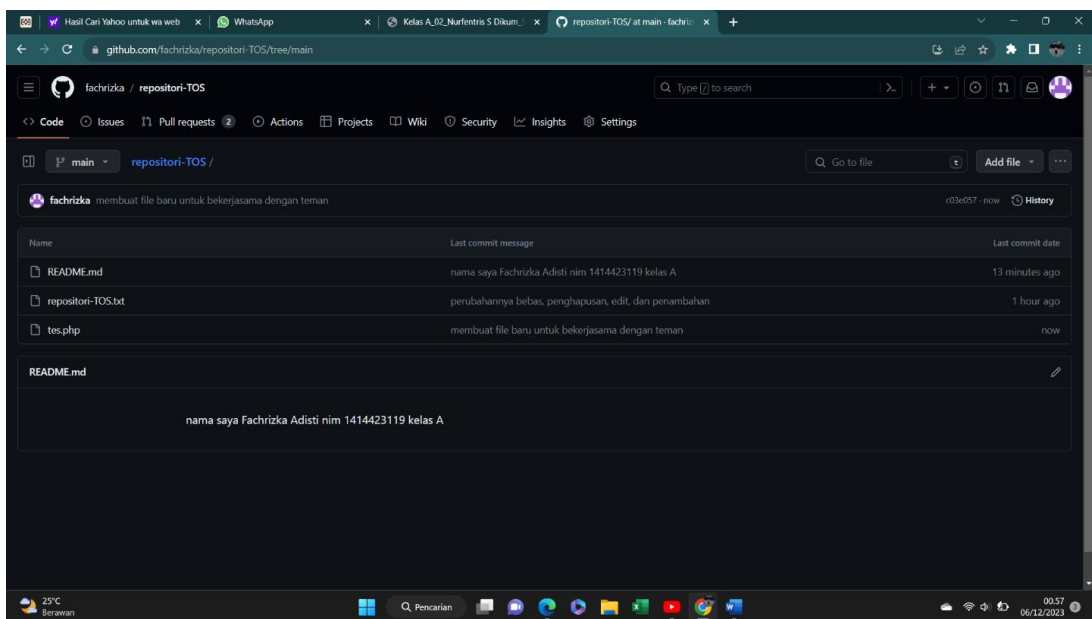 Hasil Cari Yahoo untuk wa web
WhatsApp
Kelas A_02_Nurfentris S Dikum_
repositori-TOS/ at main · fachriz
github.com/fachrizka/repositori-TOS/tree/main
fachrizka / repositori-TOS
Type / to search
Code Issues Pull requests 2 Actions Projects Wiki Security Insights Settings
main repositori-TOS /
Go to file t Add file
fachrizka membuat file baru untuk bekerjasama dengan teman c03e057 · now History
Name Last commit message Last commit date
README.md nama saya Fachrizka Adisti nim 1414423119 kelas A 13 minutes ago
repositori-TOS.txt perubahannya bebas, penghapusan, edit, dan penambahan 1 hour ago
tes.php membuat file baru untuk bekerjasama dengan teman now
README.md
nama saya Fachrizka Adisti nim 1414423119 kelas A
25°C
Berawan
Pencarian
00.57
06/12/2023